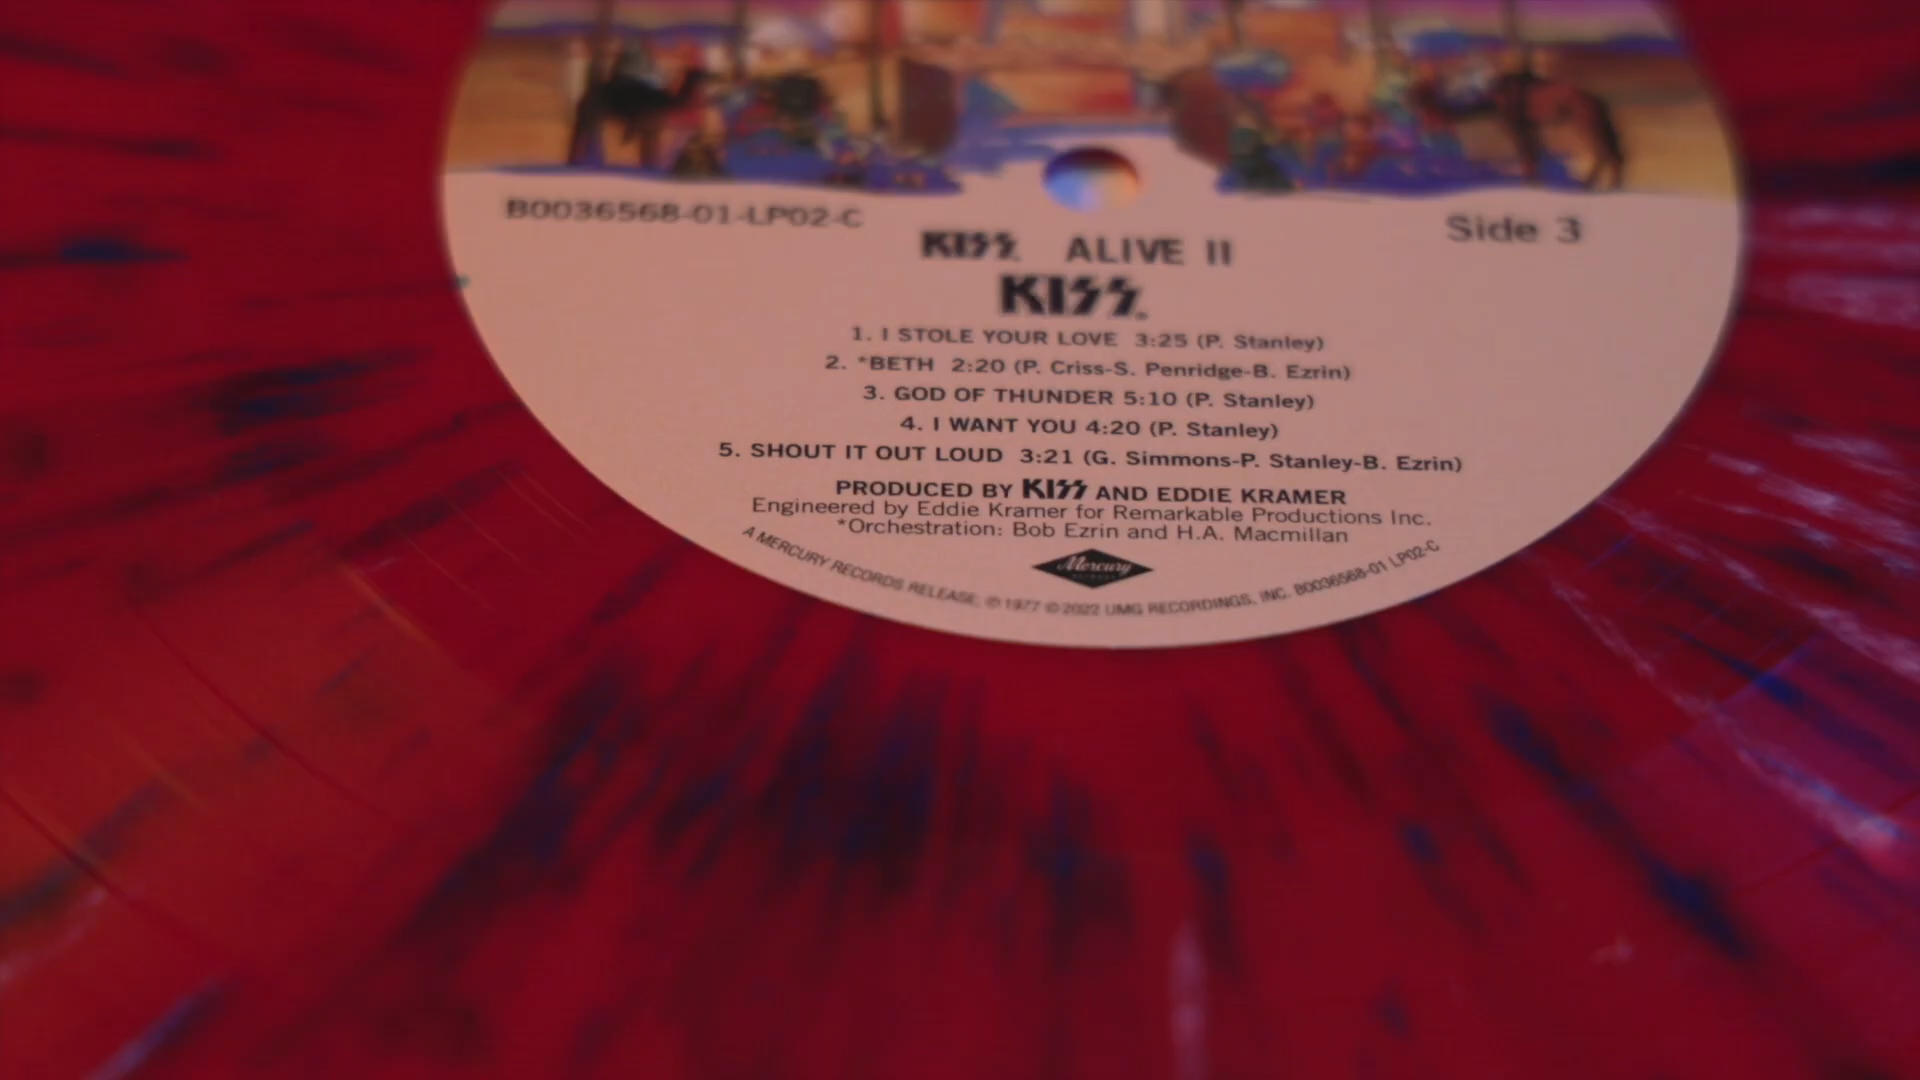 B0036568-01-LP02-C
Side 3
KISS ALIVE II
KISS
1. I STOLE YOUR LOVE 3:25 (P. Stanley)
2. *BETH 2:20 (P. Criss-S. Penridge-B. Ezrin)
3. GOD OF THUNDER 5:10 (P. Stanley)
4. I WANT YOU 4:20 (P. Stanley)
5. SHOUT IT OUT LOUD 3:21 (G. Simmons-P. Stanley-B. Ezrin)
PRODUCED BY KISS AND EDDIE KRAMER
Engineered by Eddie Kramer for Remarkable Productions Inc.
*Orchestration: Bob Ezrin and H.A. Macmillan
Mercury
A MERCURY RECORDS RELEASE; ℗ 1977 © 2022 UMG RECORDINGS, INC. B0036568-01 LP02-C